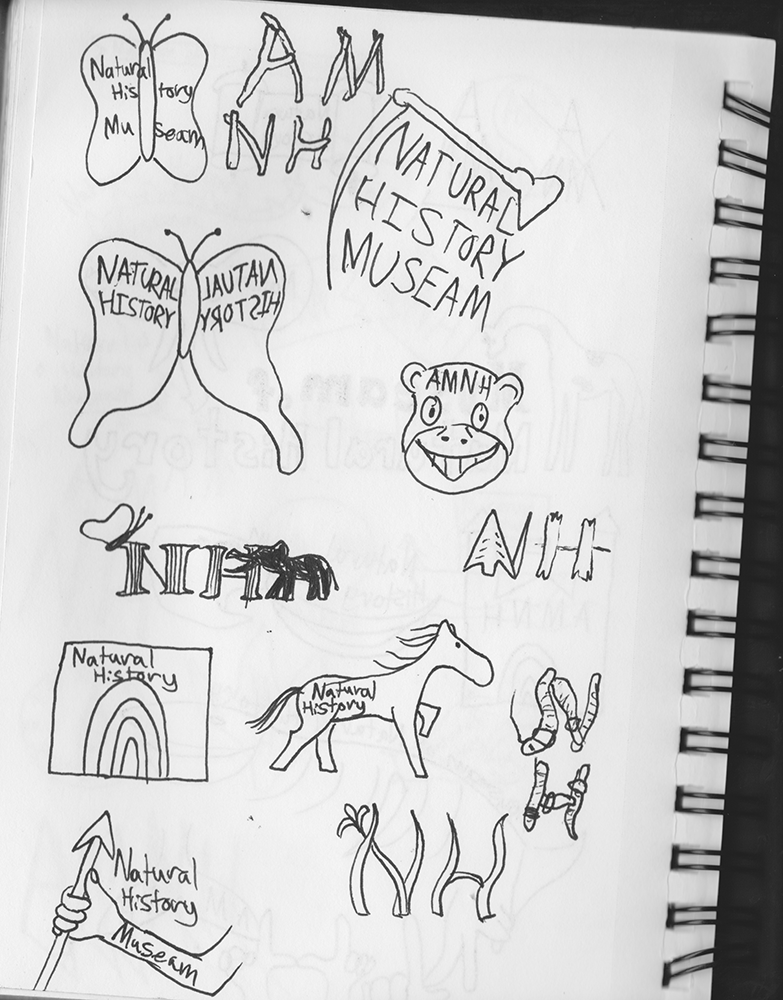 Natural
History
Museam
AM
NH
NATURAL
HISTORY
MUSEAM
NATURAL NATUAL
HISTORY HISTORY
AMNH
NH
NH
Natural
History
Natural
History
N
H
NH
Natural
History
Museam